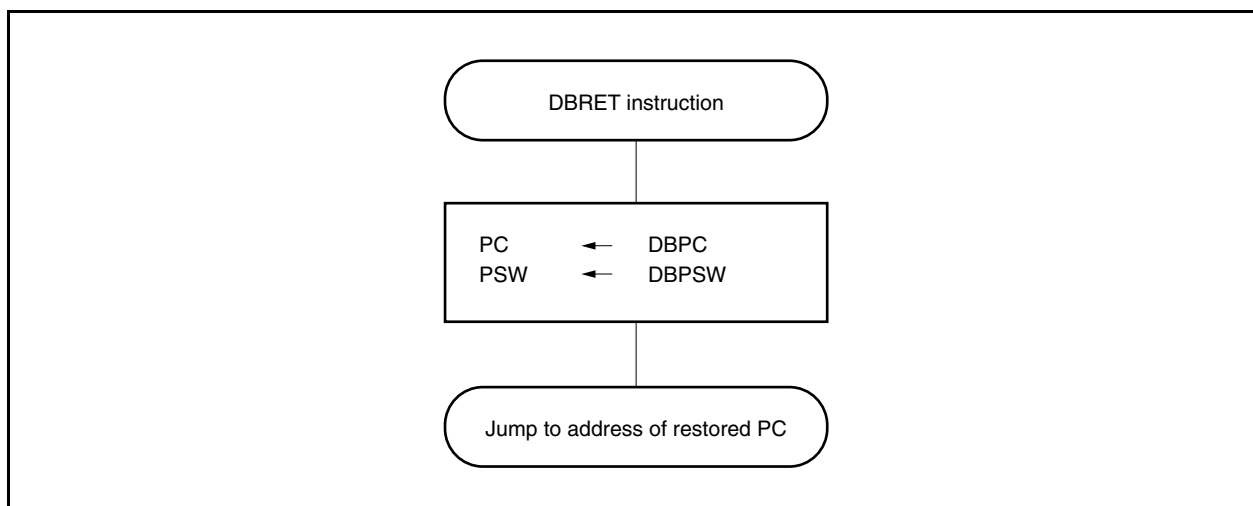 DBRET instruction
PC ← DBPC
PSW ← DBPSW
Jump to address of restored PC